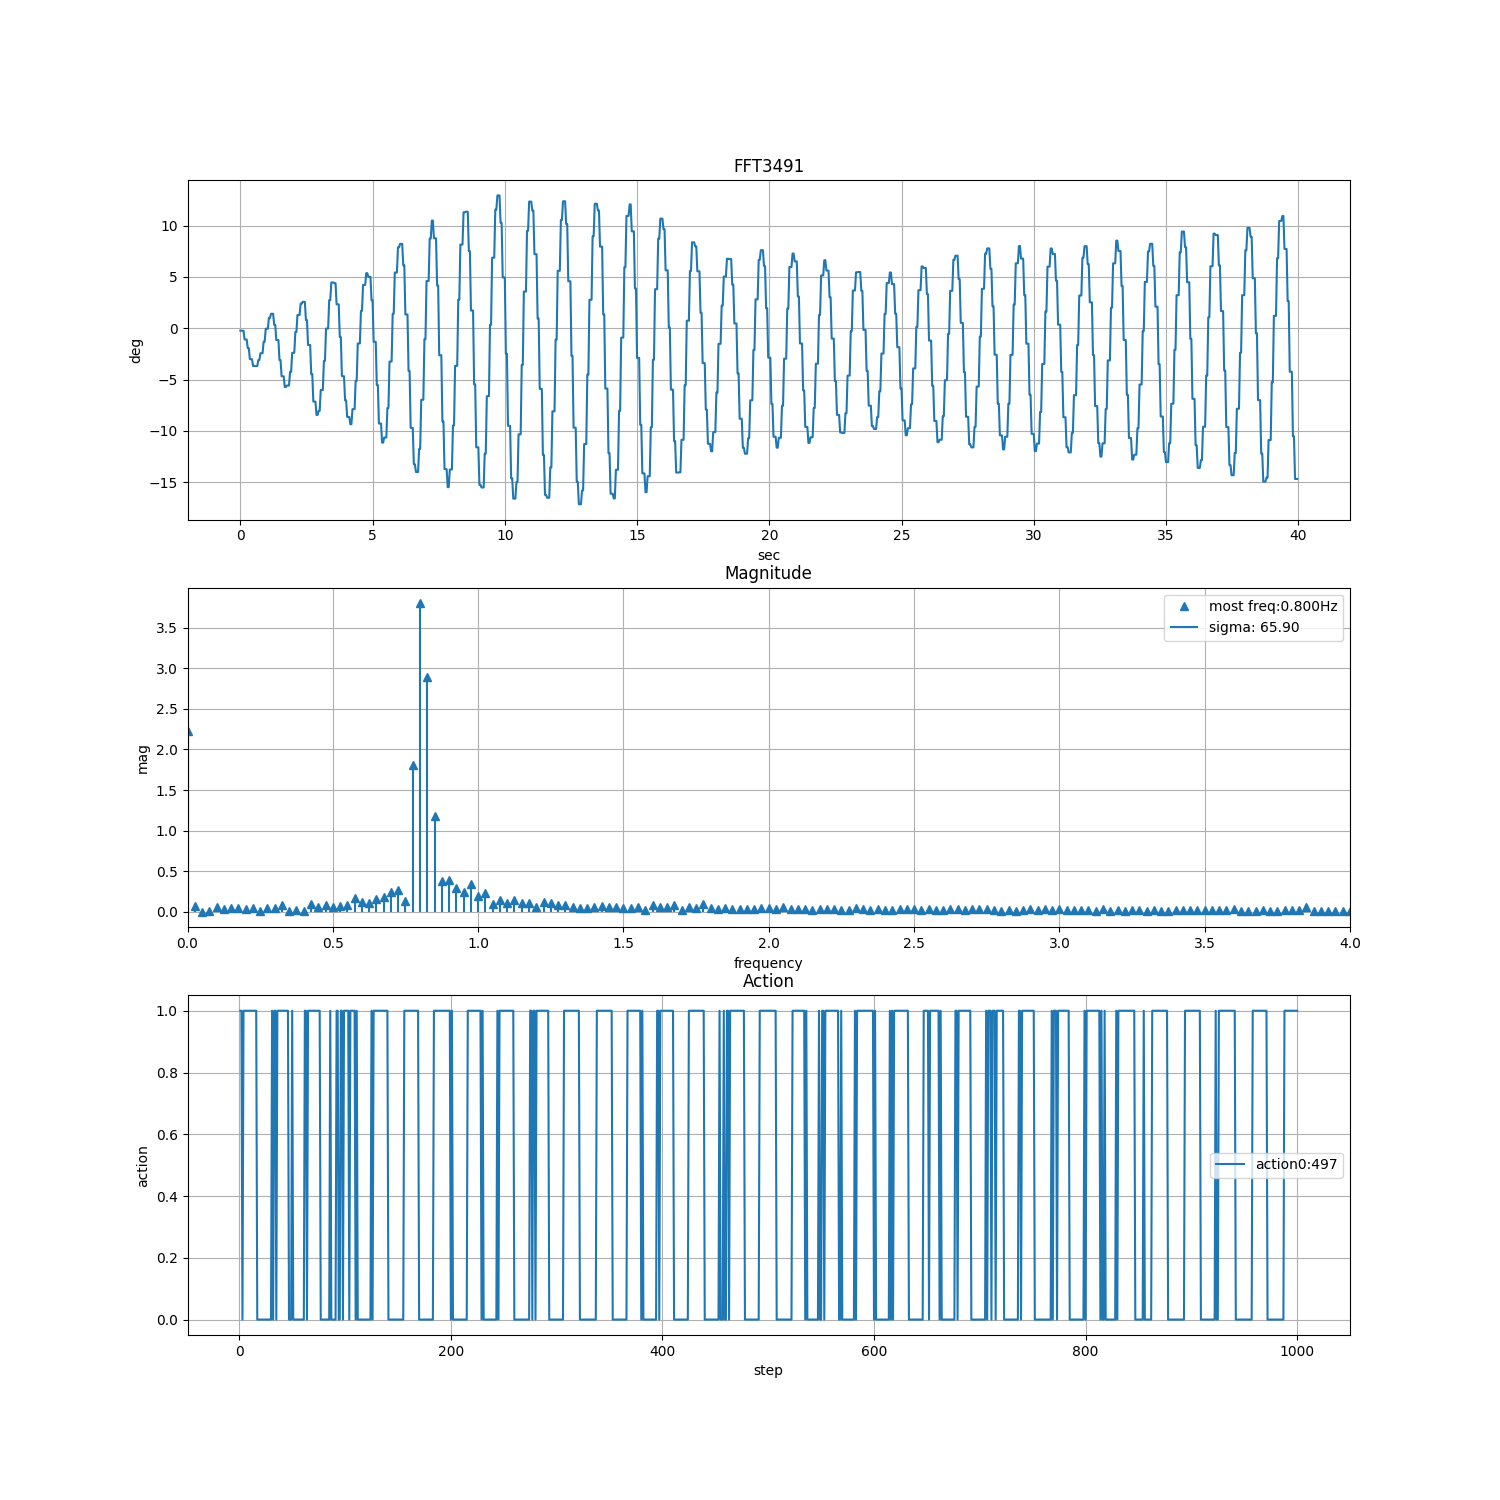 FFT3491
10
5
0
−5
−10
−15
deg
0 5 10 15 20 25 30 35 40
sec
Magnitude
most freq:0.800Hz
sigma: 65.90
3.5
3.0
2.5
2.0
1.5
1.0
0.5
0.0
mag
0.0 0.5 1.0 1.5 2.0 2.5 3.0 3.5 4.0
frequency
Action
1.0
0.8
0.6
0.4
0.2
0.0
action
action0:497
0 200 400 600 800 1000
step